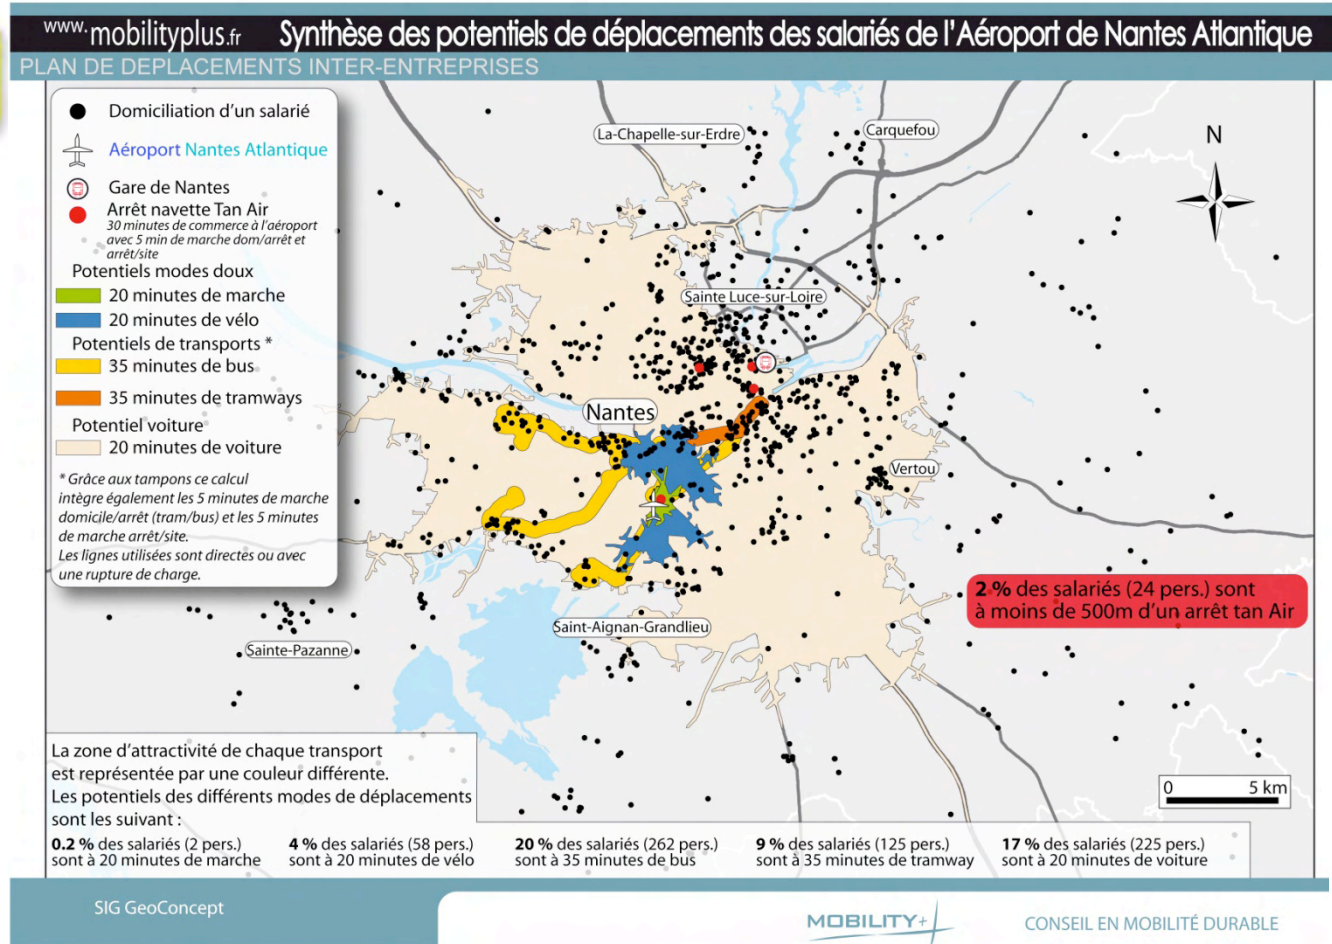 www.mobilityplus.fr Synthèse des potentiels de déplacements des salariés de l'Aéroport de Nantes Atlantique
PLAN DE DEPLACEMENTS INTER-ENTREPRISES
Domiciliation d'un salarié
Aéroport Nantes Atlantique
Gare de Nantes
Arrêt navette Tan Air
30 minutes de commerce à l'aéroport
avec 5 min de marche dom/arrêt et
arrêt/site
Potentiels modes doux
20 minutes de marche
20 minutes de vélo
Potentiels de transports *
35 minutes de bus
35 minutes de tramways
Potentiel voiture
20 minutes de voiture
* Grâce aux tampons ce calcul
intègre également les 5 minutes de marche
domicile/arrêt (tram/bus) et les 5 minutes
de marche arrêt/site.
Les lignes utilisées sont directes ou avec
une rupture de charge.
La-Chapelle-sur-Erdre
Carquefou
N
Sainte Luce-sur-Loire
Nantes
Vertou
2 % des salariés (24 pers.) sont
à moins de 500m d'un arrêt tan Air
Saint-Aignan-Grandlieu
Sainte-Pazanne
0 5 km
La zone d'attractivité de chaque transport
est représentée par une couleur différente.
Les potentiels des différents modes de déplacements
sont les suivant :
0.2 % des salariés (2 pers.)
sont à 20 minutes de marche
4 % des salariés (58 pers.)
sont à 20 minutes de vélo
20 % des salariés (262 pers.)
sont à 35 minutes de bus
9 % des salariés (125 pers.)
sont à 35 minutes de tramway
17 % des salariés (225 pers.)
sont à 20 minutes de voiture
SIG GeoConcept
MOBILITY+
CONSEIL EN MOBILITÉ DURABLE